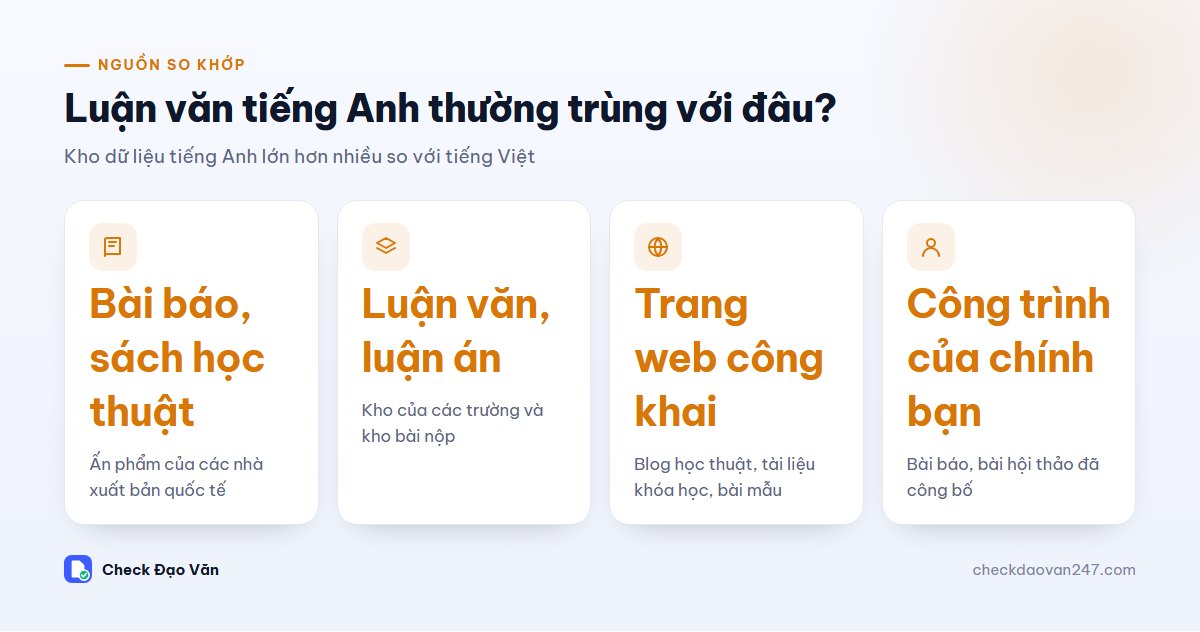 NGUỒN SO KHỚP
Luận văn tiếng Anh thường trùng với đâu?
Kho dữ liệu tiếng Anh lớn hơn nhiều so với tiếng Việt
Bài báo,
sách học
thuật
Ấn phẩm của các nhà
xuất bản quốc tế
Luận văn,
luận án
Kho của các trường và
kho bài nộp
Trang
web công
khai
Blog học thuật, tài liệu
khóa học, bài mẫu
Công trình
của chính
bạn
Bài báo, bài hội thảo đã
công bố
Check Đạo Văn
checkdaovan247.com